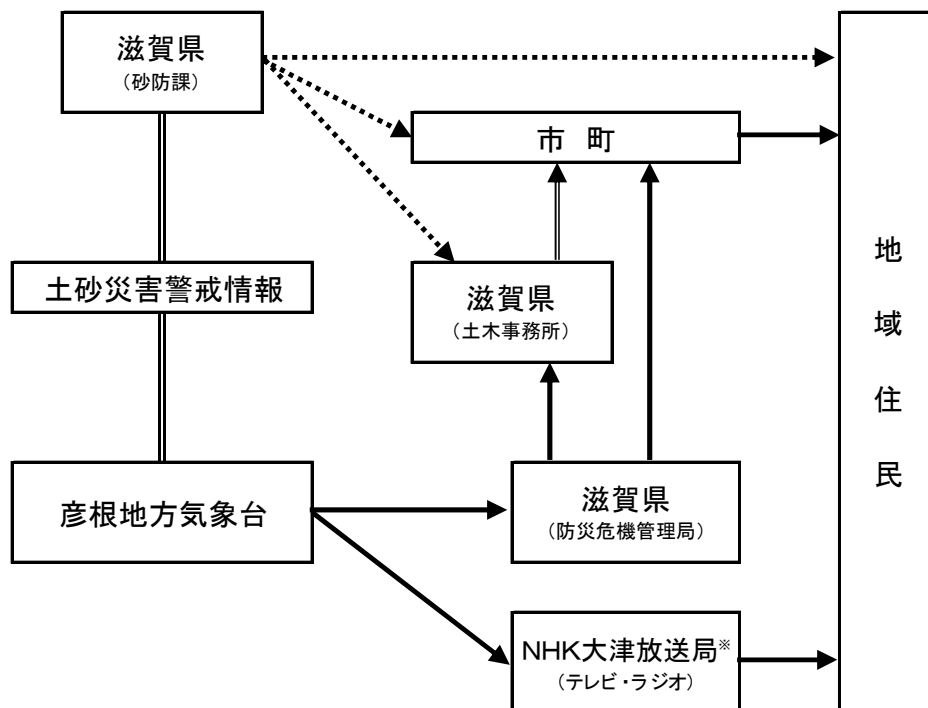 滋賀県
（砂防課）
市 町
土砂災害警戒情報
滋賀県
（土木事務所）
彦根地方気象台
滋賀県
（防災危機管理局）
NHK大津放送局※
（テレビ・ラジオ）
地域住民